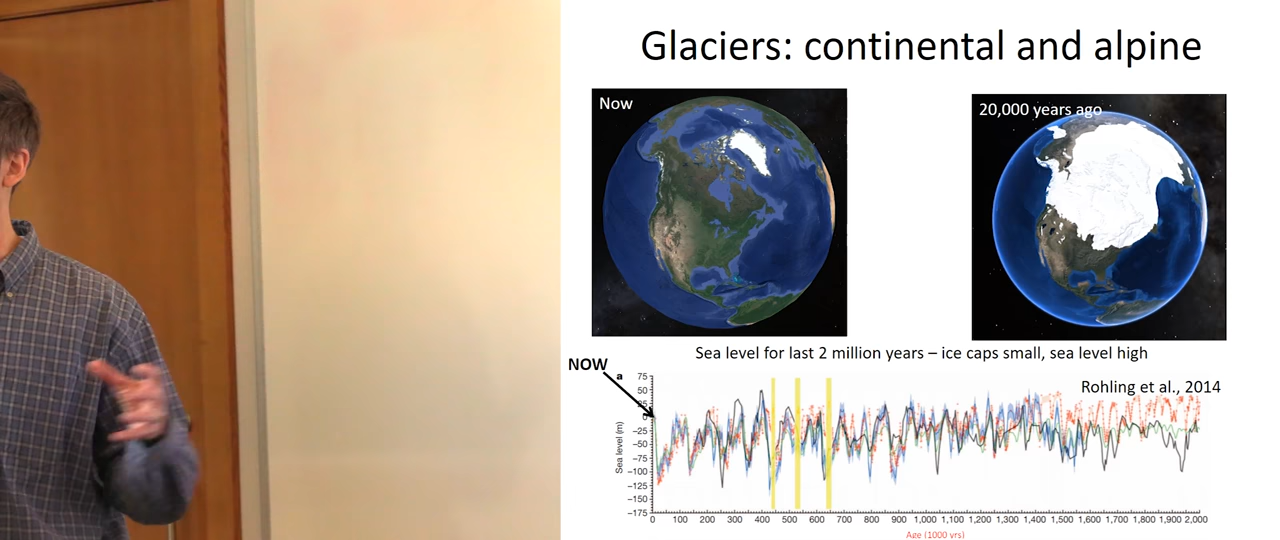 Glaciers: continental and alpine
Now
20,000 years ago
Sea level for last 2 million years – ice caps small, sea level high
NOW
a
Rohling et al., 2014
75
50
25
0
−25
−50
−75
−100
−125
−150
−175
Sea level (m)
0 100 200 300 400 500 600 700 800 900 1,000 1,100 1,200 1,300 1,400 1,500 1,600 1,700 1,800 1,900 2,000
Age (1000 yrs)